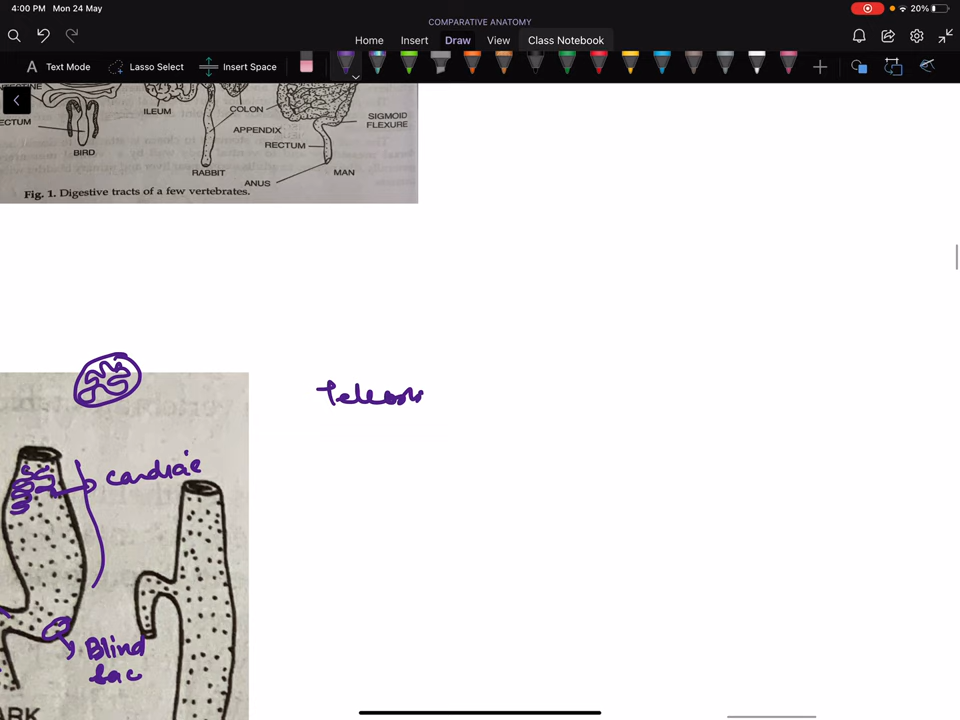 4:00 PM Mon 24 May
COMPARATIVE ANATOMY
20%
Home Insert Draw View Class Notebook
Text Mode Lasso Select Insert Space
ECTUM
BIRD
ILEUM
COLON
APPENDIX
RECTUM
SIGMOID
FLEXURE
RABBIT
ANUS
MAN
Fig. 1. Digestive tracts of a few vertebrates.
Cardiac
Blind
Sac
ARK